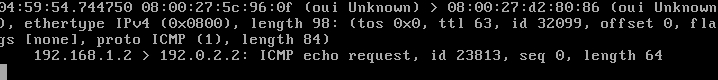 04:59:54.744750 08:00:27:5c:96:0f (oui Unknown) > 08:00:27:d2:80:86 (oui Unknown
), ethertype IPv4 (0x0800), length 98: (tos 0x0, ttl 63, id 32099, offset 0, fla
gs [none], proto ICMP (1), length 84)
192.168.1.2 > 192.0.2.2: ICMP echo request, id 23813, seq 0, length 64